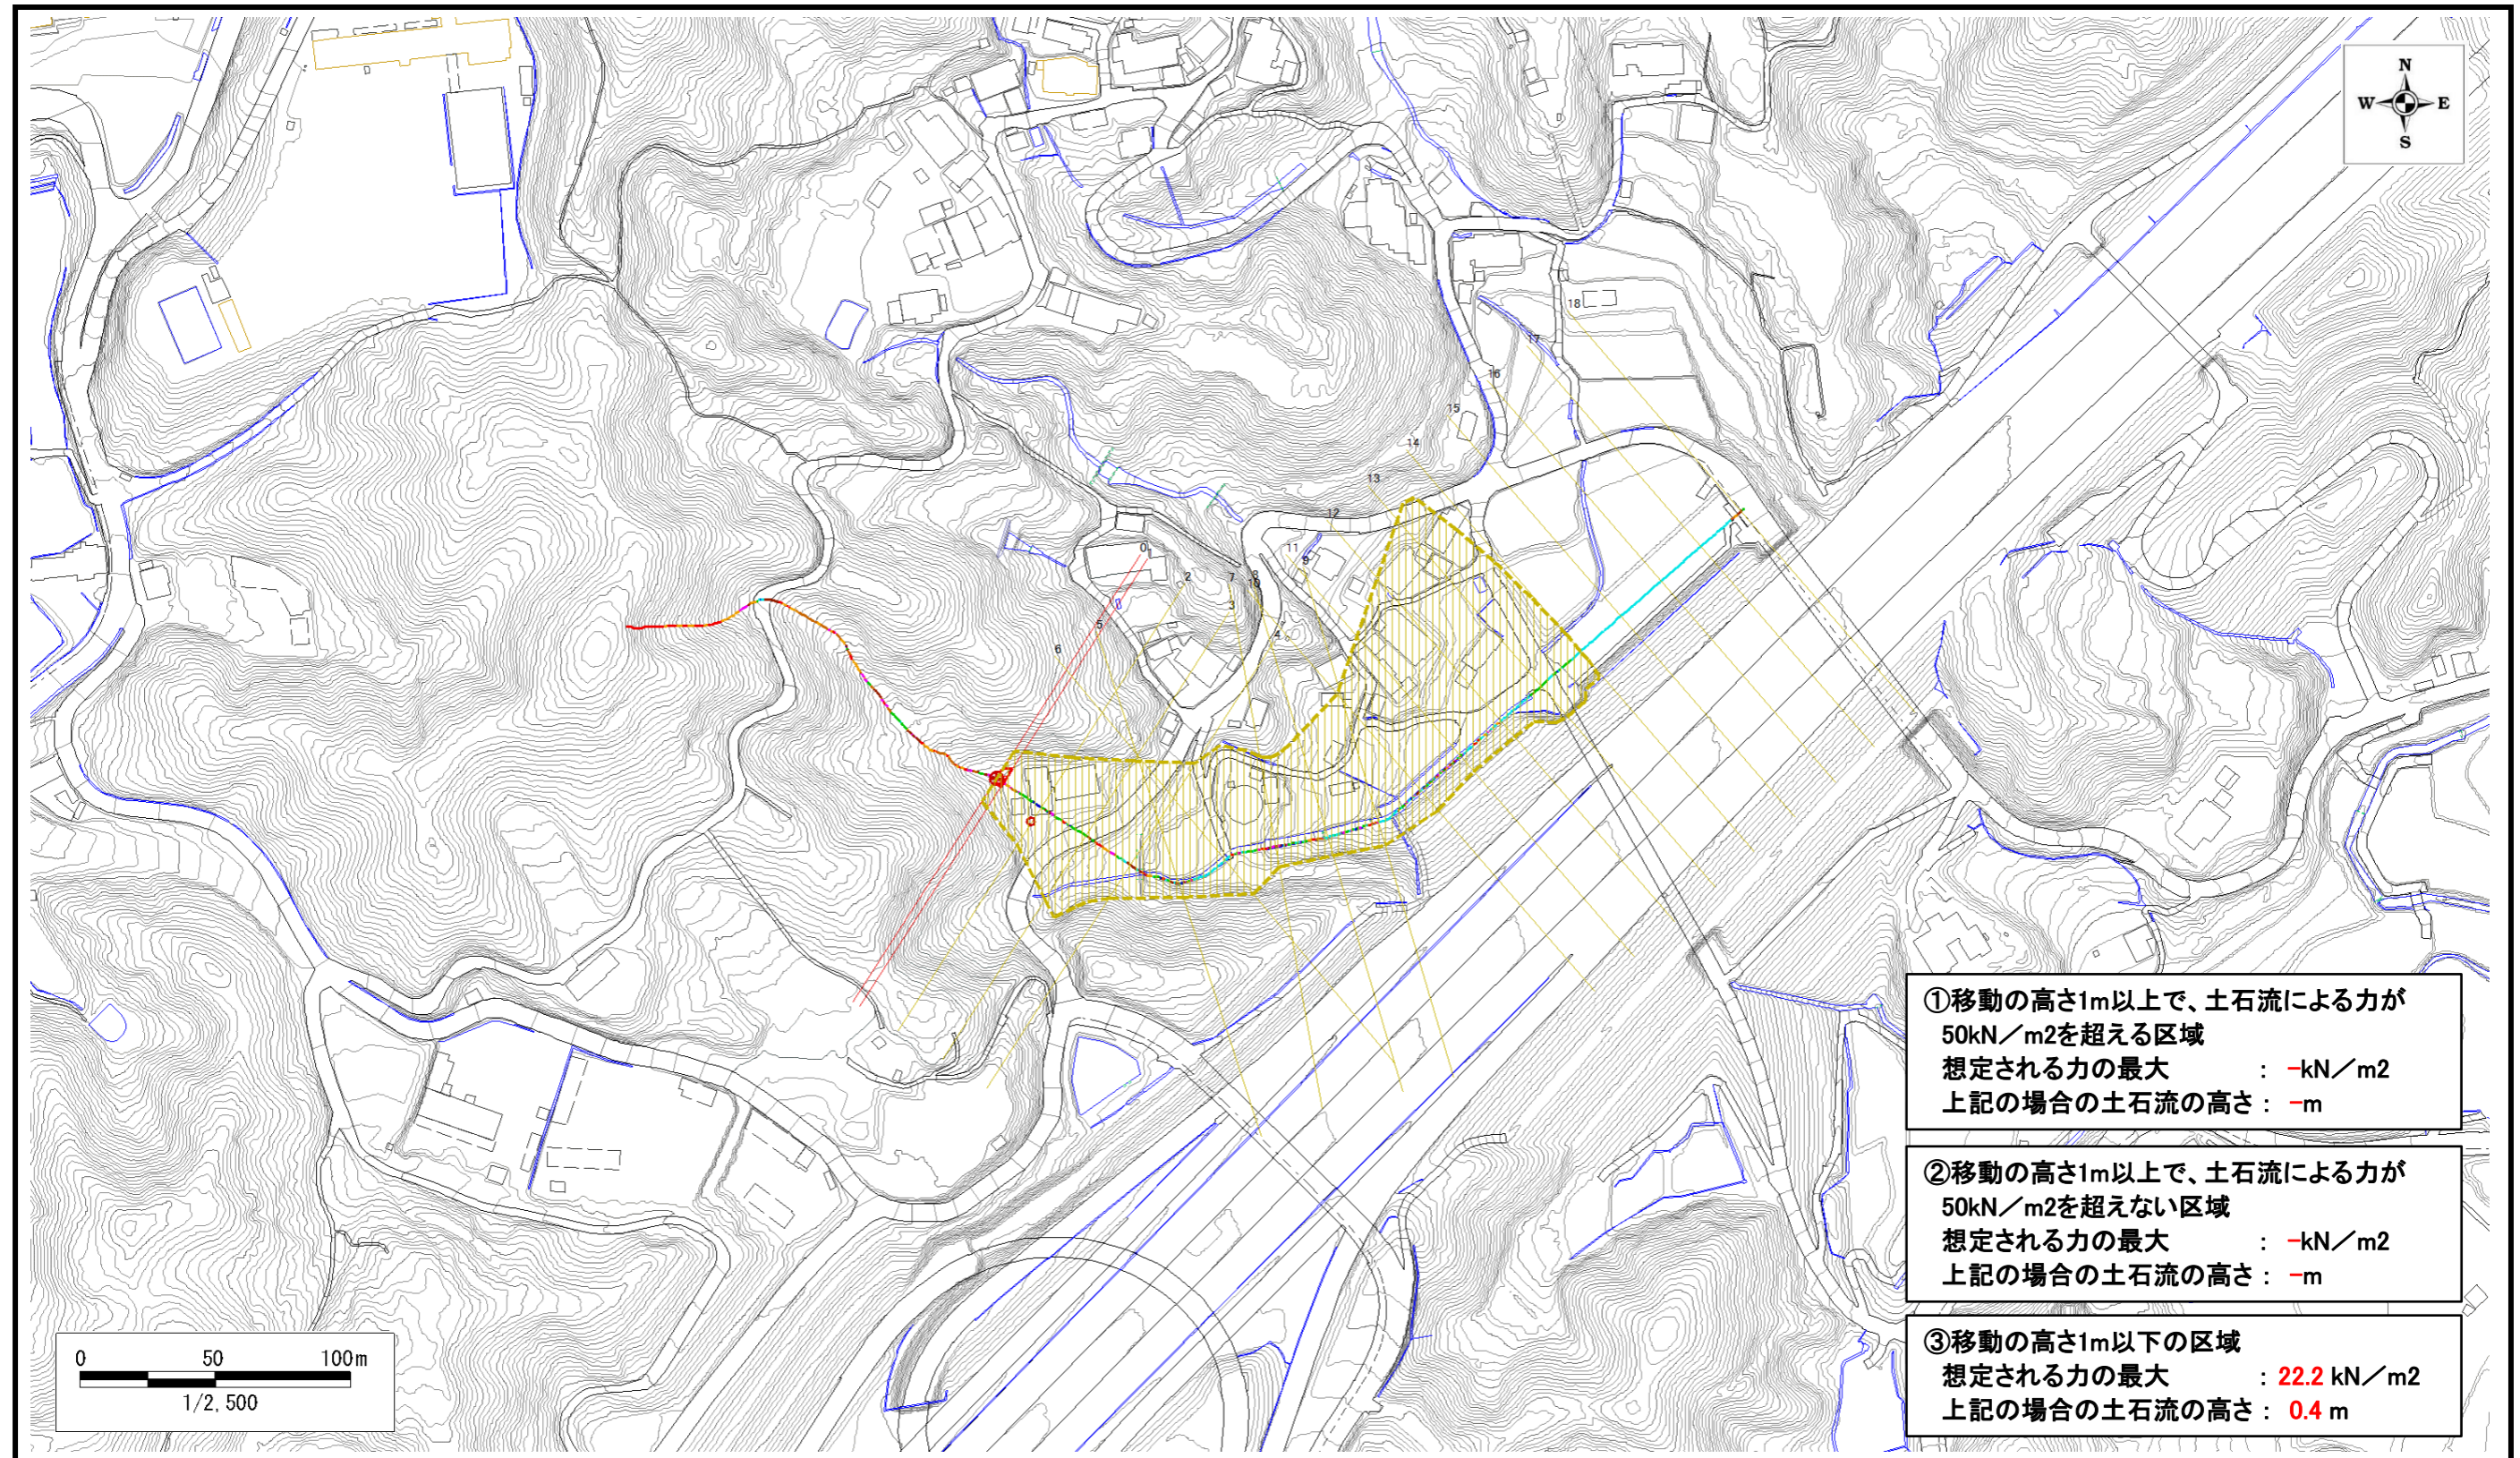 N
W E
S
18
17
16
15
14
13
12
11
9
8
10
7
3
4
2
0
1
5
6
①移動の高さ1m以上で、土石流による力が
50kN/m2を超える区域
想定される力の最大 : -kN/m2
上記の場合の土石流の高さ: -m
②移動の高さ1m以上で、土石流による力が
50kN/m2を超えない区域
想定される力の最大 : -kN/m2
上記の場合の土石流の高さ: -m
③移動の高さ1m以下の区域
想定される力の最大 : 22.2 kN/m2
上記の場合の土石流の高さ: 0.4 m
0 50 100m
1/2,500